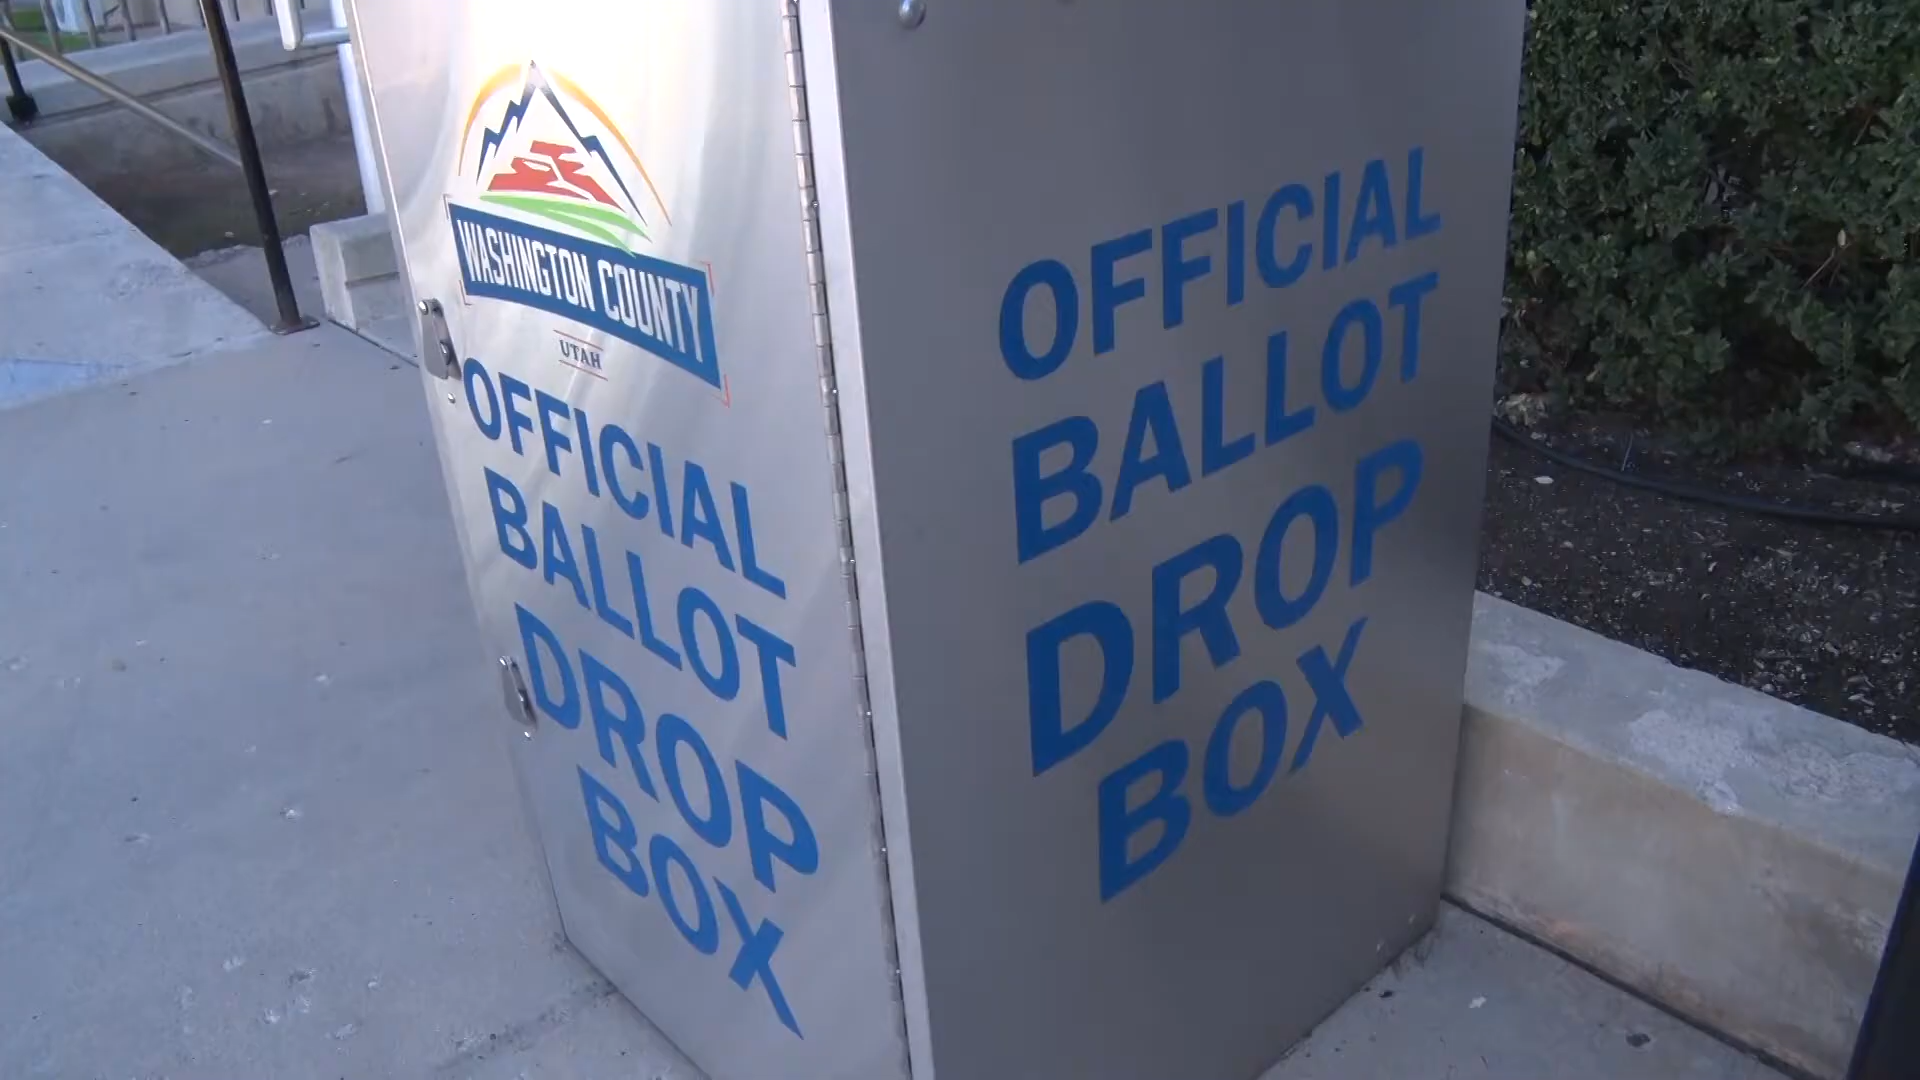 WASHINGTON COUNTY
UTAH
OFFICIAL
BALLOT
DROP
BOX
OFFICIAL
BALLOT
DROP
BOX